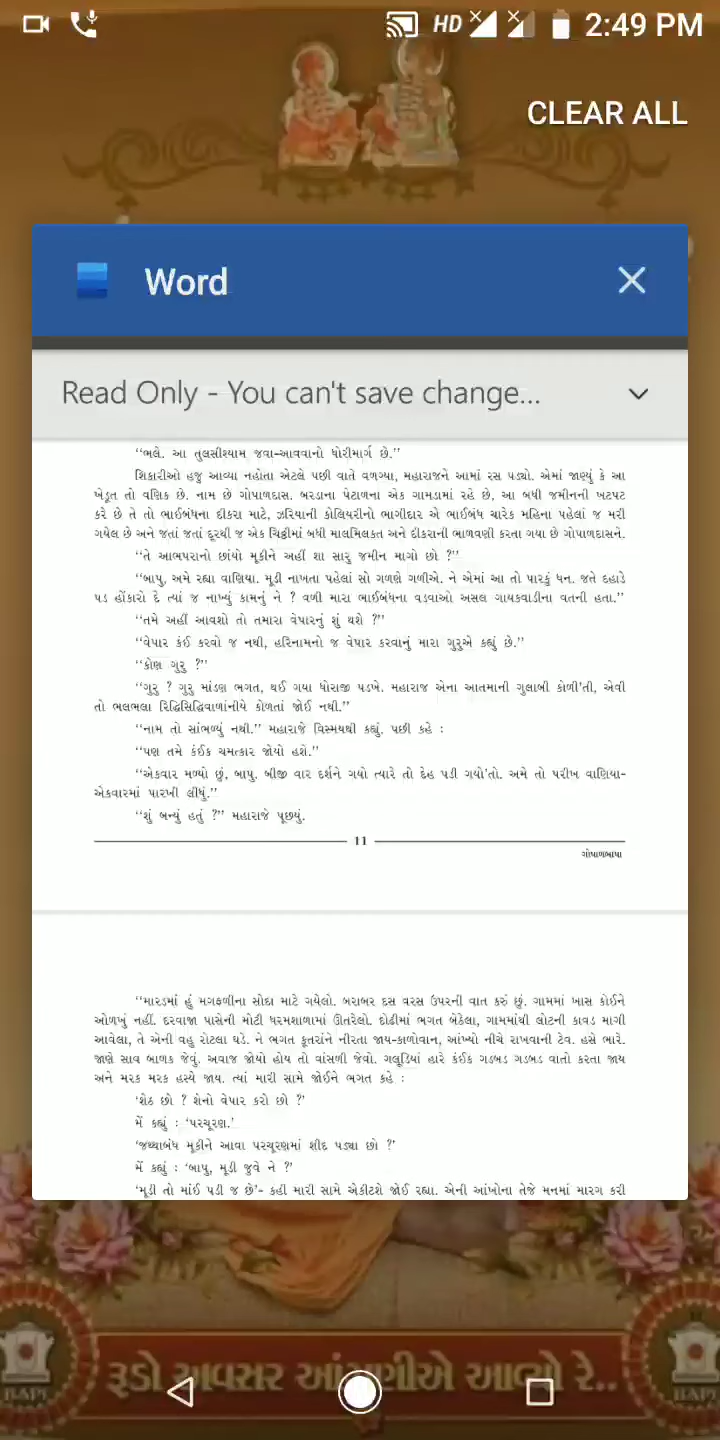 2:49 PM
HD
CLEAR ALL
Word
Read Only - You can't save change...
“ભલે. આ તુલસીશ્યામ જવા-આવવાનો ધોરીમાર્ગ છે.”
શિકારીઓ હજુ આવ્યા નહોતા એટલે પછી વાતે વળગ્યા, મહારાજને આમાં રસ પડ્યો. એમાં જાણ્યું કે આ
ખેડૂત તો વણિક છે. નામ છે ગોપાળદાસ. બરડાના પેટાળના એક ગામડામાં રહે છે, આ બધી જમીનની ખટપટ
કરે છે તે તો ભાઈબંધના દીકરા માટે, ઝરિયાની કોલિયરીનો ભાગીદાર એ ભાઈબંધ ચારેક મહિના પહેલાં જ મરી
ગયેલ છે અને જતાં જતાં દૂરથી જ એક ચિઠ્ઠીમાં બધી માલમિલકત અને દીકરાની ભાળવણી કરતા ગયા છે ગોપાળદાસને.
“તે આભપરાનો છાંયો મૂકીને અહીં શા સારુ જમીન માગો છો ?”
“બાપુ, અમે રહ્યા વાણિયા. મૂડી નાખતા પહેલાં સો ગળણે ગળીએ. ને એમાં આ તો પારકું ધન. જતે દહાડે
પડ હોંકારો દે ત્યાં જ નાખ્યું કામનું ને ? વળી મારા ભાઈબંધના વડવાઓ અસલ ગાયકવાડીના વતની હતા.”
“તમે અહીં આવશો તો તમારા વેપારનું શું થશે ?”
“વેપાર કંઈ કરવો જ નથી, હરિનામનો જ વેપાર કરવાનું મારા ગુરુએ કહ્યું છે.”
“કોણ ગુરુ ?”
“ગુરુ ? ગુરુ માંડણ ભગત, થઈ ગયા ધોરાજી પડખે. મહારાજ એના આતમાની ગુલાબી કોળી'તી, એવી
તો ભલભલા રિદ્ધિસિદ્ધિવાળાંનીયે કોળતાં જોઈ નથી.”
“નામ તો સાંભળ્યું નથી.” મહારાજે વિસ્મયથી કહ્યું. પછી કહે :
“પણ તમે કંઈક ચમત્કાર જોયો હશે.”
“એકવાર મળ્યો છું, બાપુ. બીજી વાર દર્શને ગયો ત્યારે તો દેહ પડી ગયો'તો. અમે તો પરીખ વાણિયા-
એકવારમાં પારખી લીધું.”
“શું બન્યું હતું ?” મહારાજે પૂછયું.
11
ગોપાળબાપા
“મારડમાં હું મગફળીના સોદા માટે ગયેલો. બરાબર દસ વરસ ઉપરની વાત કરું છું. ગામમાં ખાસ કોઈને
ઓળખું નહીં. દરવાજા પાસેની મોટી ધરમશાળામાં ઊતરેલો. દોઢીમાં ભગત બેઠેલા, ગામમાંથી લોટની કાવડ માગી
આવેલા, તે એની વહુ રોટલા ઘડે. ને ભગત કૂતરાંને નીરતા જાય-કાળોવાન, આંખ્યો નીચે રાખવાની ટેવ. હસે ભારે.
જાણે સાવ બાળક જેવું. અવાજ જોયો હોય તો વાંસળી જેવો. ગલૂડિયાં હારે કંઈક ગડબડ ગડબડ વાતો કરતા જાય
અને મરક મરક હસ્યે જાય. ત્યાં મારી સામે જોઈને ભગત કહે :
‘શેઠ છો ? શેનો વેપાર કરો છો ?’
મેં કહ્યું : ‘પરચૂરણ.’
‘જથ્થાબંધ મૂકીને આવા પરચૂરણમાં શીદ પડ્યા છો ?’
મેં કહ્યું : ‘બાપુ, મૂડી જુવે ને ?’
‘મૂડી તો માંઈ પડી જ છે’- કહી મારી સામે એકીટશે જોઈ રહ્યા. એની આંખોના તેજે મનમાં મારગ કરી
રૂડો અવસર આંગણીએ આવ્યો રે..
BAPS